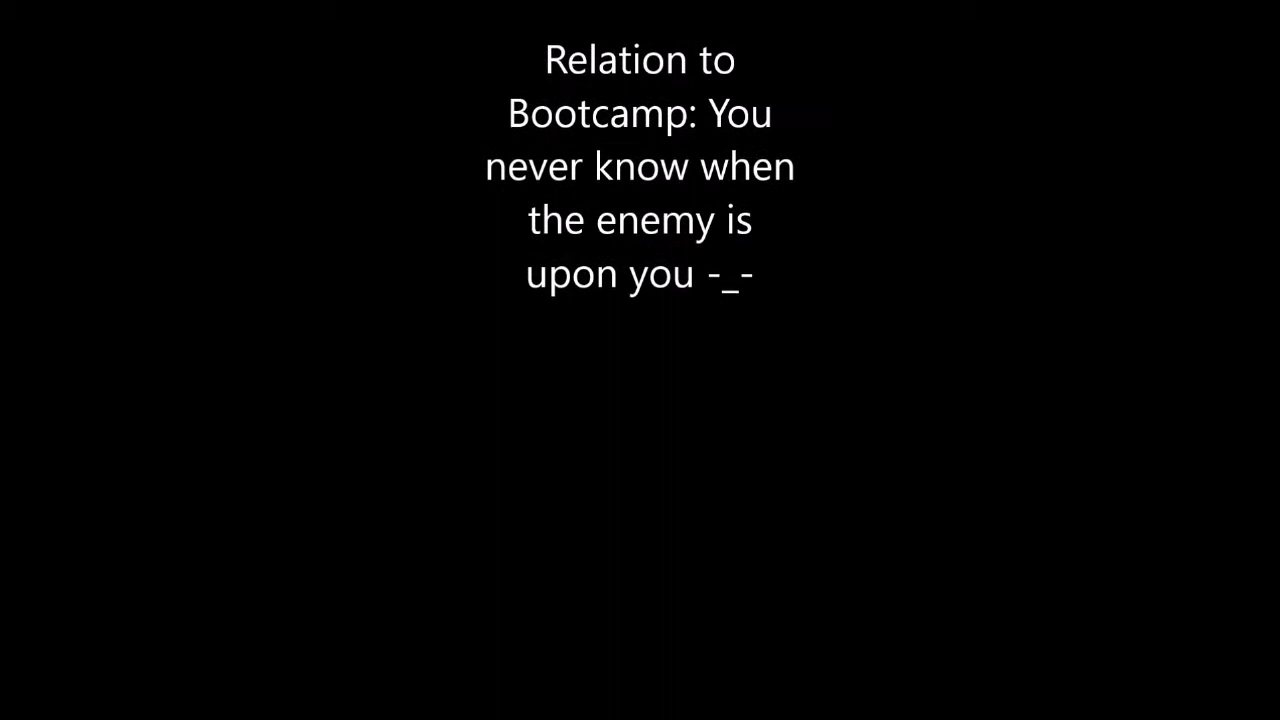 Relation to
Bootcamp: You
never know when
the enemy is
upon you -_-